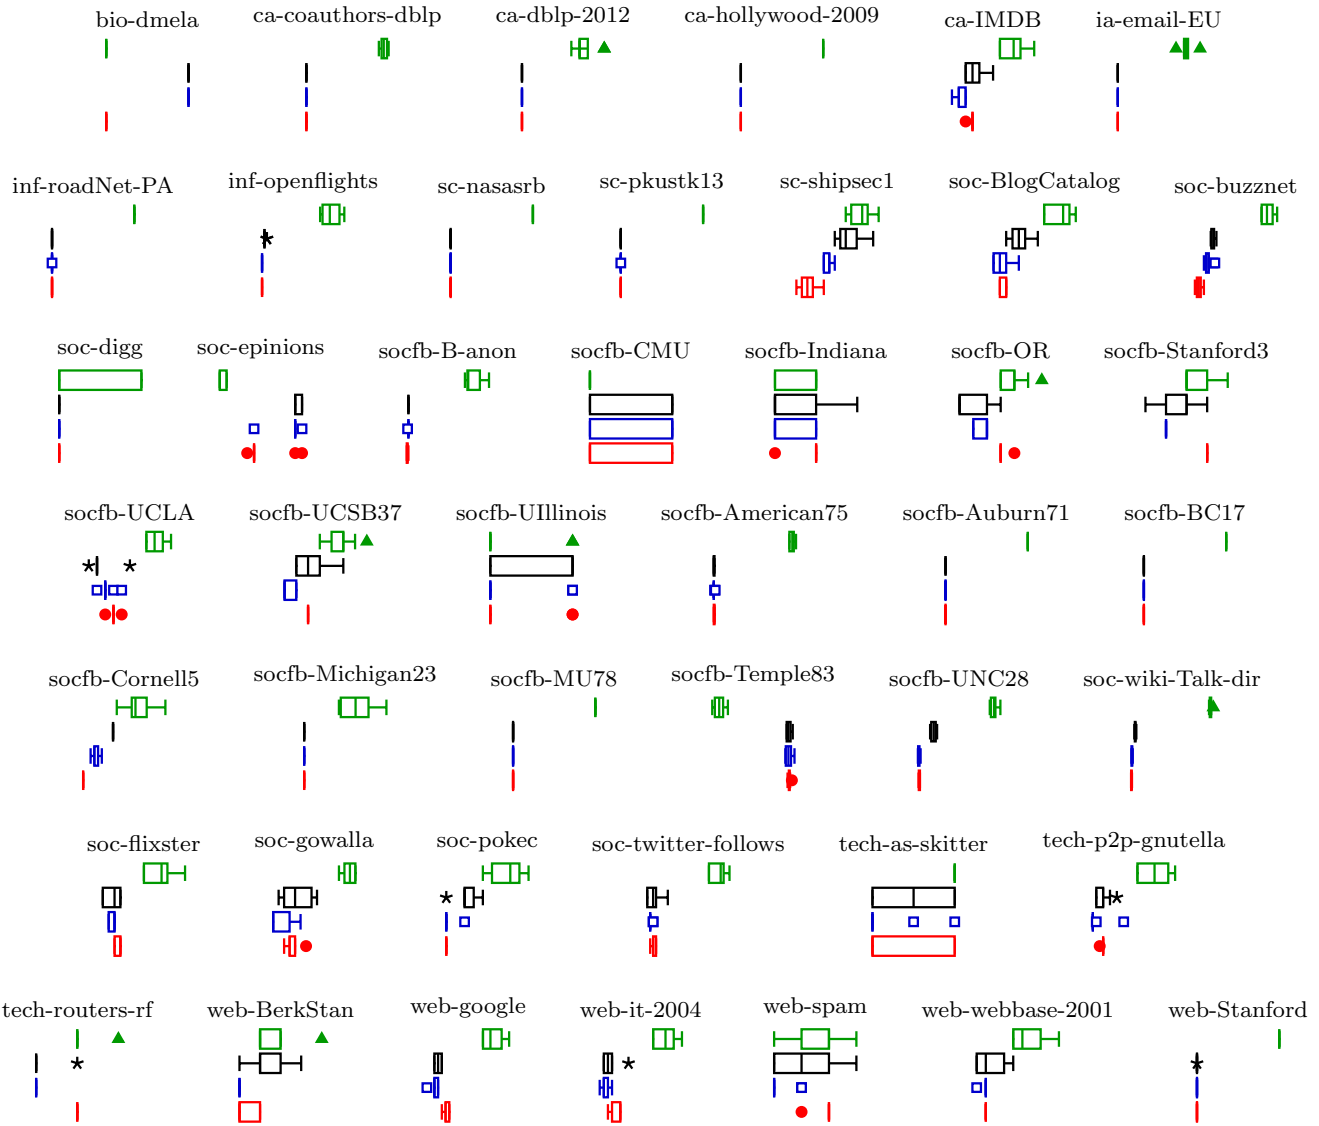 bio-dmela ca-coauthors-dblp ca-dblp-2012 ca-hollywood-2009 ca-IMDB ia-email-EU
inf-roadNet-PA inf-openflights sc-nasasrb sc-pkustk13 sc-shipsec1 soc-BlogCatalog soc-buzznet
soc-digg soc-epinions socfb-B-anon socfb-CMU socfb-Indiana socfb-OR socfb-Stanford3
socfb-UCLA socfb-UCSB37 socfb-UIllinois socfb-American75 socfb-Auburn71 socfb-BC17
socfb-Cornell5 socfb-Michigan23 socfb-MU78 socfb-Temple83 socfb-UNC28 soc-wiki-Talk-dir
soc-flixster soc-gowalla soc-pokec soc-twitter-follows tech-as-skitter tech-p2p-gnutella
tech-routers-rf web-BerkStan web-google web-it-2004 web-spam web-webbase-2001 web-Stanford